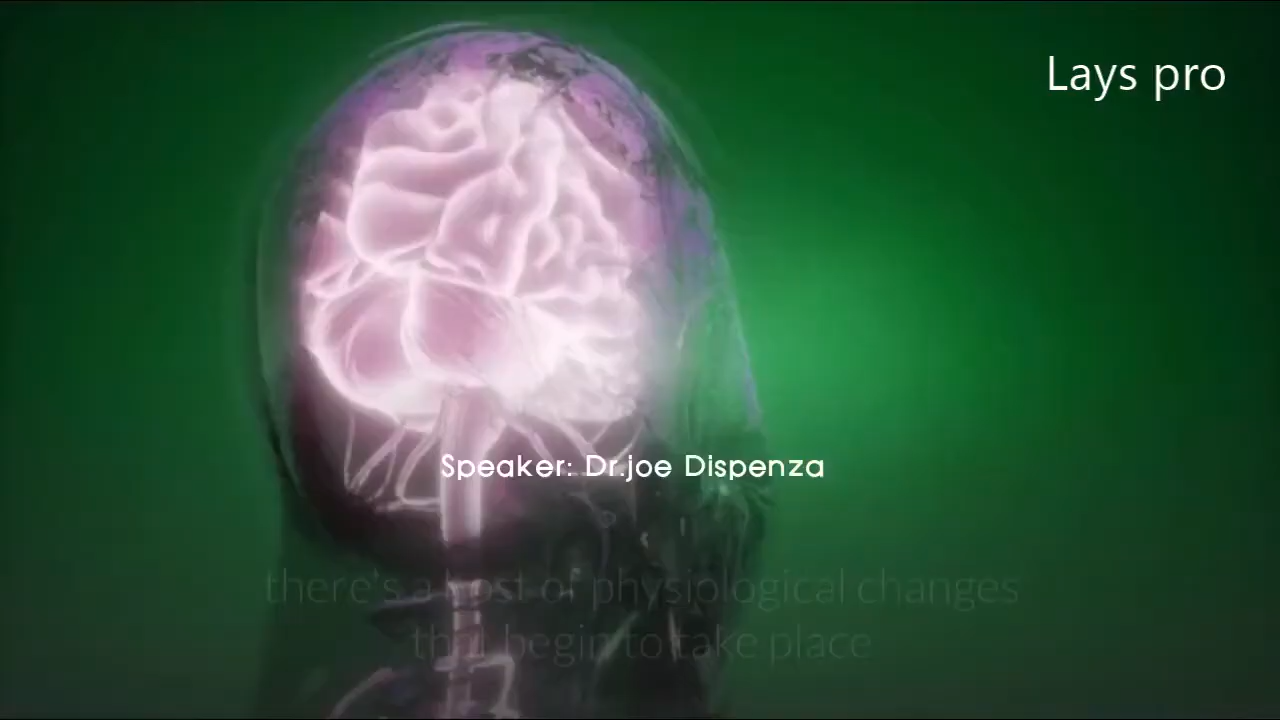 Lays pro
Speaker: Dr.joe Dispenza
there's a host of physiological changes
that begin to take place